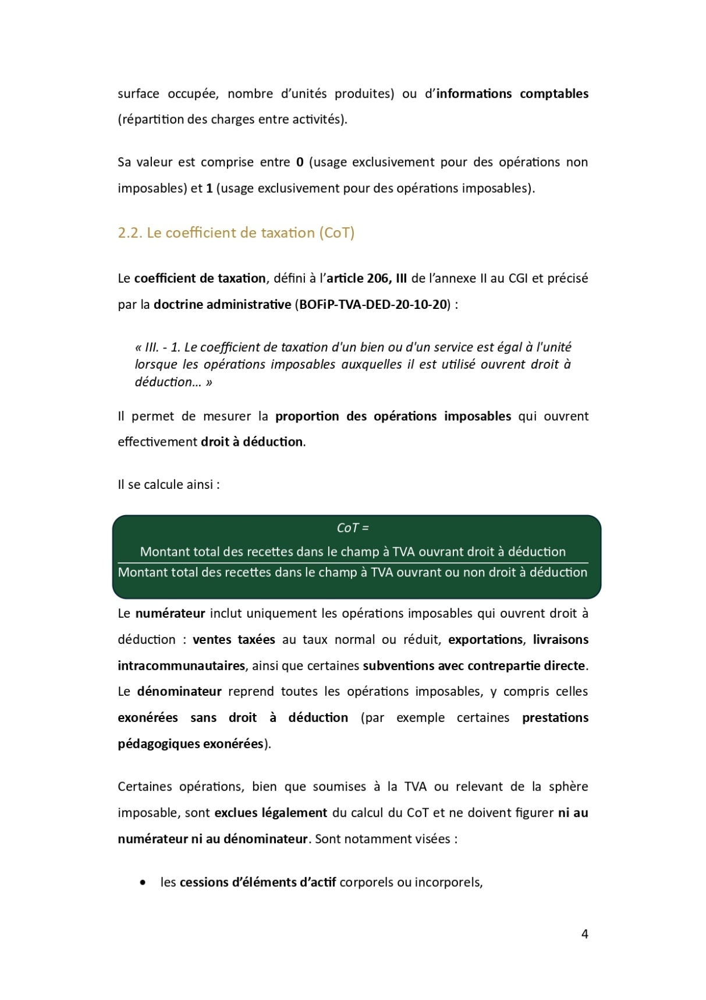 surface occupée, nombre d’unités produites) ou d’informations comptables
(répartition des charges entre activités).
Sa valeur est comprise entre 0 (usage exclusivement pour des opérations non
imposables) et 1 (usage exclusivement pour des opérations imposables).
2.2. Le coefficient de taxation (CoT)
Le coefficient de taxation, défini à l’article 206, III de l’annexe II au CGI et précisé
par la doctrine administrative (BOFiP-TVA-DED-20-10-20) :
« III. - 1. Le coefficient de taxation d'un bien ou d'un service est égal à l'unité
lorsque les opérations imposables auxquelles il est utilisé ouvrent droit à
déduction... »
Il permet de mesurer la proportion des opérations imposables qui ouvrent
effectivement droit à déduction.
Il se calcule ainsi :
CoT =
Montant total des recettes dans le champ à TVA ouvrant droit à déduction
Montant total des recettes dans le champ à TVA ouvrant ou non droit à déduction
Le numérateur inclut uniquement les opérations imposables qui ouvrent droit à
déduction : ventes taxées au taux normal ou réduit, exportations, livraisons
intracommunautaires, ainsi que certaines subventions avec contrepartie directe.
Le dénominateur reprend toutes les opérations imposables, y compris celles
exonérées sans droit à déduction (par exemple certaines prestations
pédagogiques exonérées).
Certaines opérations, bien que soumises à la TVA ou relevant de la sphère
imposable, sont exclues légalement du calcul du CoT et ne doivent figurer ni au
numérateur ni au dénominateur. Sont notamment visées :
• les cessions d’éléments d’actif corporels ou incorporels,
4